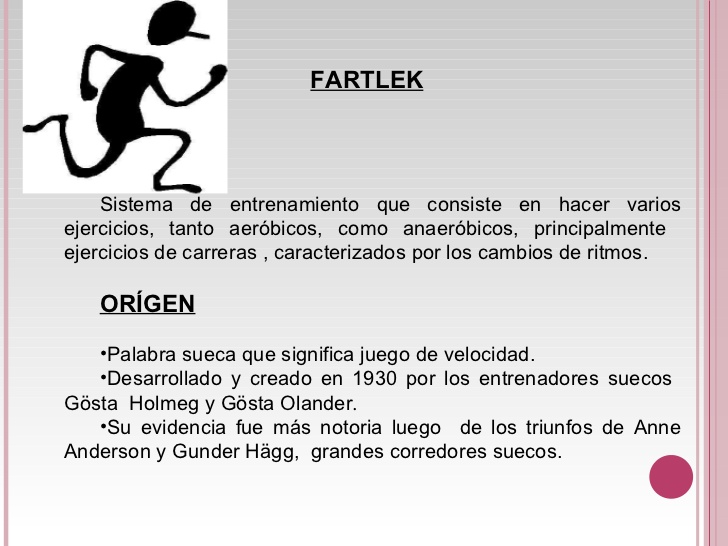 FARTLEK
Sistema de entrenamiento que consiste en hacer varios
ejercicios, tanto aeróbicos, como anaeróbicos, principalmente
ejercicios de carreras , caracterizados por los cambios de ritmos.
ORÍGEN
•Palabra sueca que significa juego de velocidad.
•Desarrollado y creado en 1930 por los entrenadores suecos
Gösta Holmeg y Gösta Olander.
•Su evidencia fue más notoria luego de los triunfos de Anne
Anderson y Gunder Hägg, grandes corredores suecos.